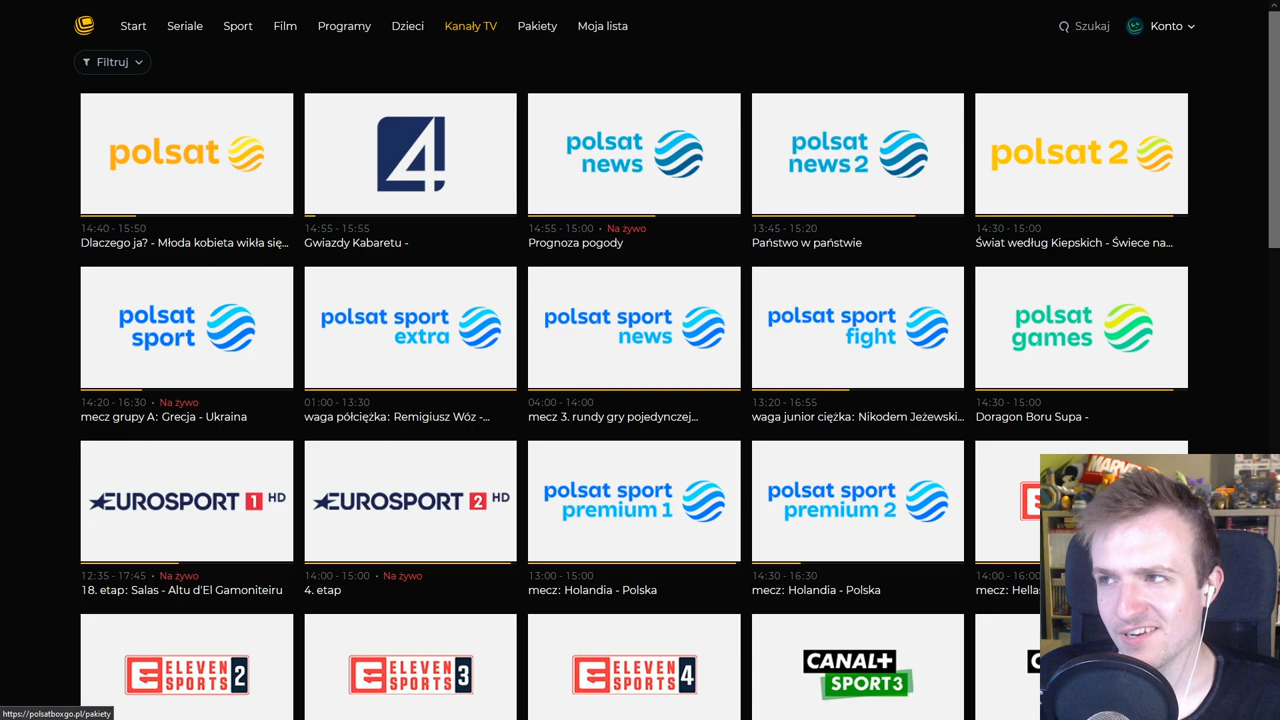 Start Seriale Sport Film Programy Dzieci Kanały TV Pakiety Moja lista Szukaj Konto
Filtruj
polsat
4
polsat news
polsat news 2
polsat 2
14:40 - 15:50
Dlaczego ja? - Młoda kobieta wikła się...
14:55 - 15:55
Gwiazdy Kabaretu -
14:55 - 15:00 • Na żywo
Prognoza pogody
13:45 - 15:20
Państwo w państwie
14:30 - 15:00
Świat według Kiepskich - Świece na...
polsat sport
polsat sport extra
polsat sport news
polsat sport fight
polsat games
14:20 - 16:30 • Na żywo
mecz grupy A: Grecja - Ukraina
01:00 - 13:30
waga półciężka: Remigiusz Wóz -...
04:00 - 14:00
mecz 3. rundy gry pojedynczej...
13:20 - 16:55
waga junior ciężka: Nikodem Jeżewski...
14:30 - 15:00
Doragon Boru Supa -
EUROSPORT 1 HD
EUROSPORT 2 HD
polsat sport premium 1
polsat sport premium 2
12:35 - 17:45 • Na żywo
18. etap: Salas - Altu d'El Gamoniteiru
14:00 - 15:00 • Na żywo
4. etap
13:00 - 15:00
mecz: Holandia - Polska
14:30 - 16:30
mecz: Holandia - Polska
14:00 - 16:0
mecz: Hella
ELEVEN SPORTS 2
ELEVEN SPORTS 3
ELEVEN SPORTS 4
CANAL+ SPORT3
MARVEL
https://polsatboxgo.pl/pakiety